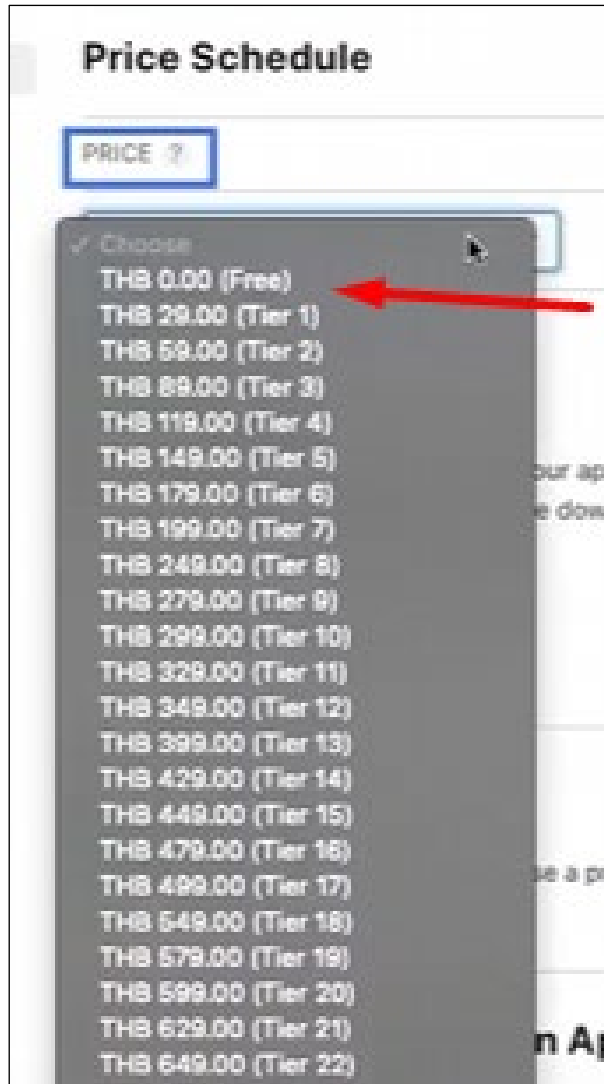 Price Schedule
PRICE ?
✓ Choose
THB 0.00 (Free)
THB 29.00 (Tier 1)
THB 59.00 (Tier 2)
THB 89.00 (Tier 3)
THB 119.00 (Tier 4)
THB 149.00 (Tier 5)
our ap
THB 179.00 (Tier 6)
e dow
THB 199.00 (Tier 7)
THB 249.00 (Tier 8)
THB 279.00 (Tier 9)
THB 299.00 (Tier 10)
THB 329.00 (Tier 11)
THB 349.00 (Tier 12)
THB 399.00 (Tier 13)
THB 429.00 (Tier 14)
THB 449.00 (Tier 15)
THB 479.00 (Tier 16)
se a pr
THB 499.00 (Tier 17)
THB 549.00 (Tier 18)
THB 579.00 (Tier 19)
THB 599.00 (Tier 20)
THB 629.00 (Tier 21)
n Ap
THB 649.00 (Tier 22)